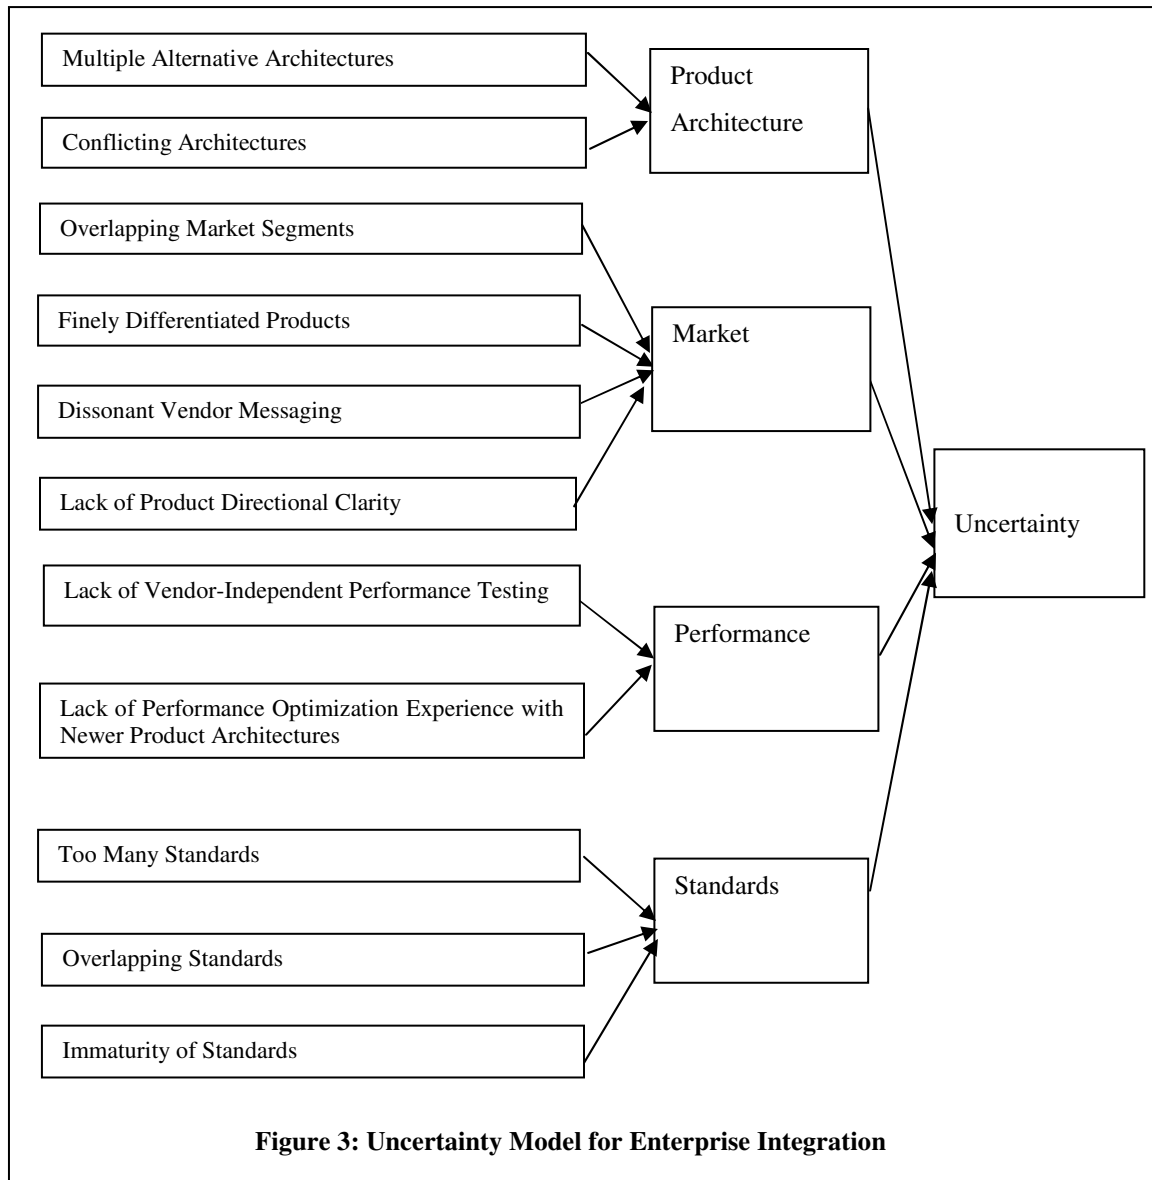 Multiple Alternative Architectures
Conflicting Architectures
Product
Architecture
Overlapping Market Segments
Finely Differentiated Products
Dissonant Vendor Messaging
Lack of Product Directional Clarity
Market
Lack of Vendor-Independent Performance Testing
Lack of Performance Optimization Experience with
Newer Product Architectures
Performance
Too Many Standards
Overlapping Standards
Immaturity of Standards
Standards
Uncertainty
Figure 3: Uncertainty Model for Enterprise Integration